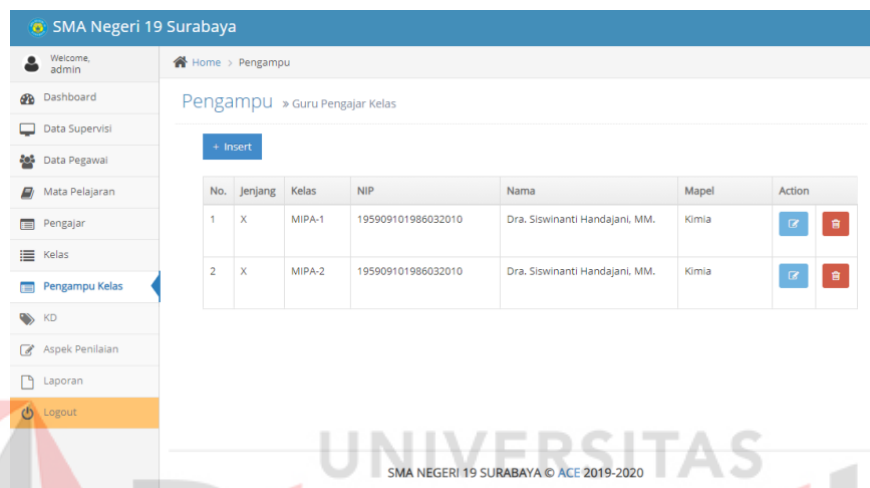 SMA Negeri 19 Surabaya
Welcome,
admin
Home > Pengampu
Dashboard
Data Supervisi
Data Pegawai
Mata Pelajaran
Pengajar
Kelas
Pengampu Kelas
KD
Aspek Penilaian
Laporan
Logout
Pengampu » Guru Pengajar Kelas
+ Insert
No. Jenjang Kelas NIP Nama Mapel Action
1 X MIPA-1 195909101986032010 Dra. Siswinanti Handajani, MM. Kimia
2 X MIPA-2 195909101986032010 Dra. Siswinanti Handajani, MM. Kimia
UNIVERSITAS
SMA NEGERI 19 SURABAYA © ACE 2019-2020